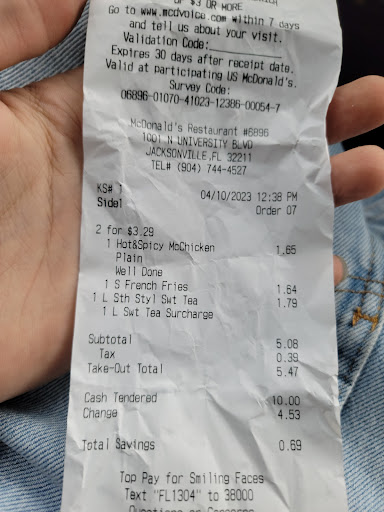 OF $3 OR MORE
Go to www.mcdvoice.com within 7 days
and tell us about your visit.
Validation Code:
Expires 30 days after receipt date.
Valid at participating US McDonald's.
Survey Code:
06896-01070-41023-12386-00054-7
McDonald's Restaurant #6896
1001 N UNIVERSITY BLVD
JACKSONVILLE,FL 32211
TEL# (904) 744-4527
KS# 1 04/10/2023 12:38 PM
Side1 Order 07
2 for $3.29
1 Hot&Spicy McChicken 1.65
Plain
Well Done
1 S French Fries 1.64
1 L Sth Styl Swt Tea 1.79
1 L Swt Tea Surcharge
Subtotal 5.08
Tax 0.39
Take-Out Total 5.47
Cash Tendered 10.00
Change 4.53
Total Savings 0.69
Top Pay for Smiling Faces
Text "FL1304" to 38000